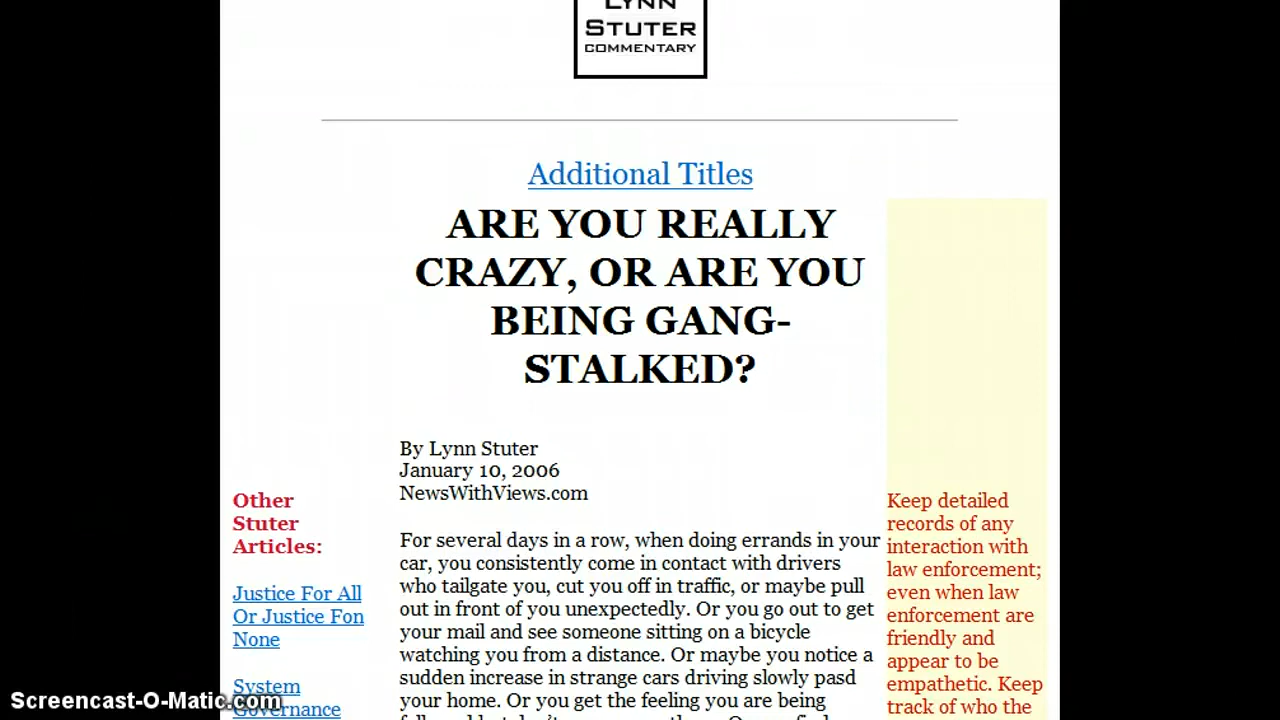 LYNN
STUTER
COMMENTARY
Additional Titles
ARE YOU REALLY
CRAZY, OR ARE YOU
BEING GANG-
STALKED?
By Lynn Stuter
January 10, 2006
NewsWithViews.com
For several days in a row, when doing errands in your
car, you consistently come in contact with drivers
who tailgate you, cut you off in traffic, or maybe pull
out in front of you unexpectedly. Or you go out to get
your mail and see someone sitting on a bicycle
watching you from a distance. Or maybe you notice a
sudden increase in strange cars driving slowly pasd
your home. Or you get the feeling you are being
Other
Stuter
Articles:
Justice For All
Or Justice Fon
None
System
Governance
Keep detailed
records of any
interaction with
law enforcement;
even when law
enforcement are
friendly and
appear to be
empathetic. Keep
track of who the
Screencast-O-Matic.com